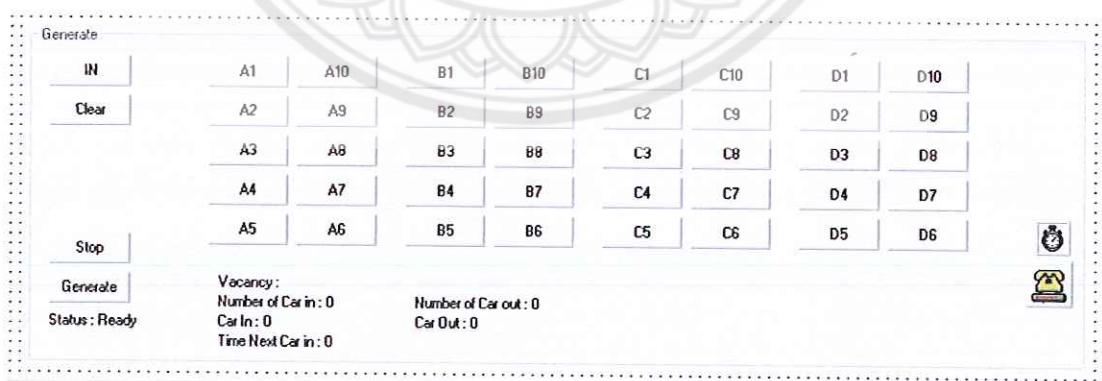 Generate
IN A1 A10 B1 B10 C1 C10 D1 D10
Clear A2 A9 B2 B9 C2 C9 D2 D9
A3 A8 B3 B8 C3 C8 D3 D8
A4 A7 B4 B7 C4 C7 D4 D7
A5 A6 B5 B6 C5 C6 D5 D6
Stop
Generate
Status : Ready
Vacancy :
Number of Car in : 0 Number of Car out : 0
Car In : 0 Car Out : 0
Time Next Car in : 0